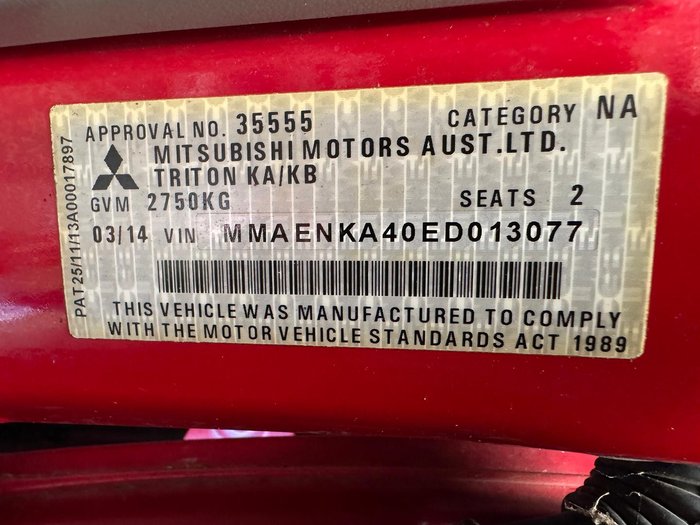 APPROVAL NO. 35555 CATEGORY NA
MITSUBISHI MOTORS AUST.LTD.
TRITON KA/KB
GVM 2750KG SEATS 2
03/14 VIN MMAENKA40ED013077
THIS VEHICLE WAS MANUFACTURED TO COMPLY
WITH THE MOTOR VEHICLE STANDARDS ACT 1989
PAT25/11/13A00017897